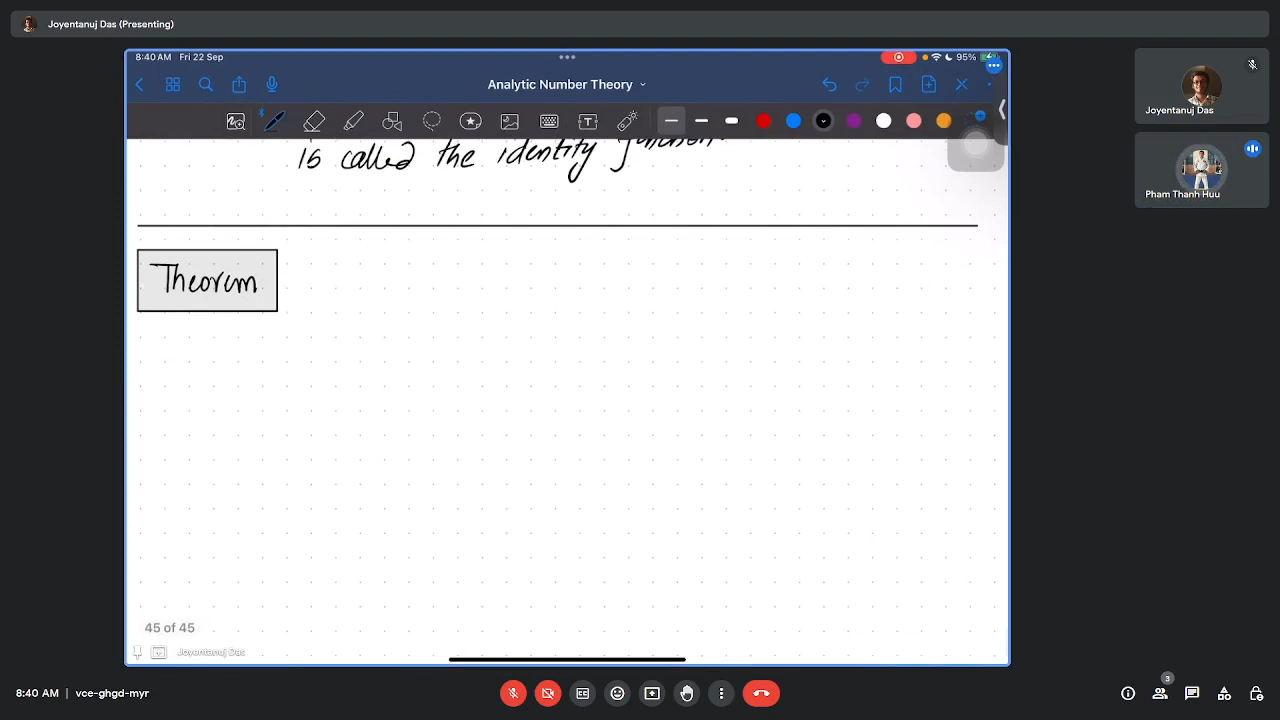 Joyentanuj Das (Presenting)
8:40 AM Fri 22 Sep
95%
Analytic Number Theory
is called the identity function.
Theorem
45 of 45
Joyentanuj Das
Joyentanuj Das
Pham Thanh Huu
8:40 AM | vce-ghgd-myr
3